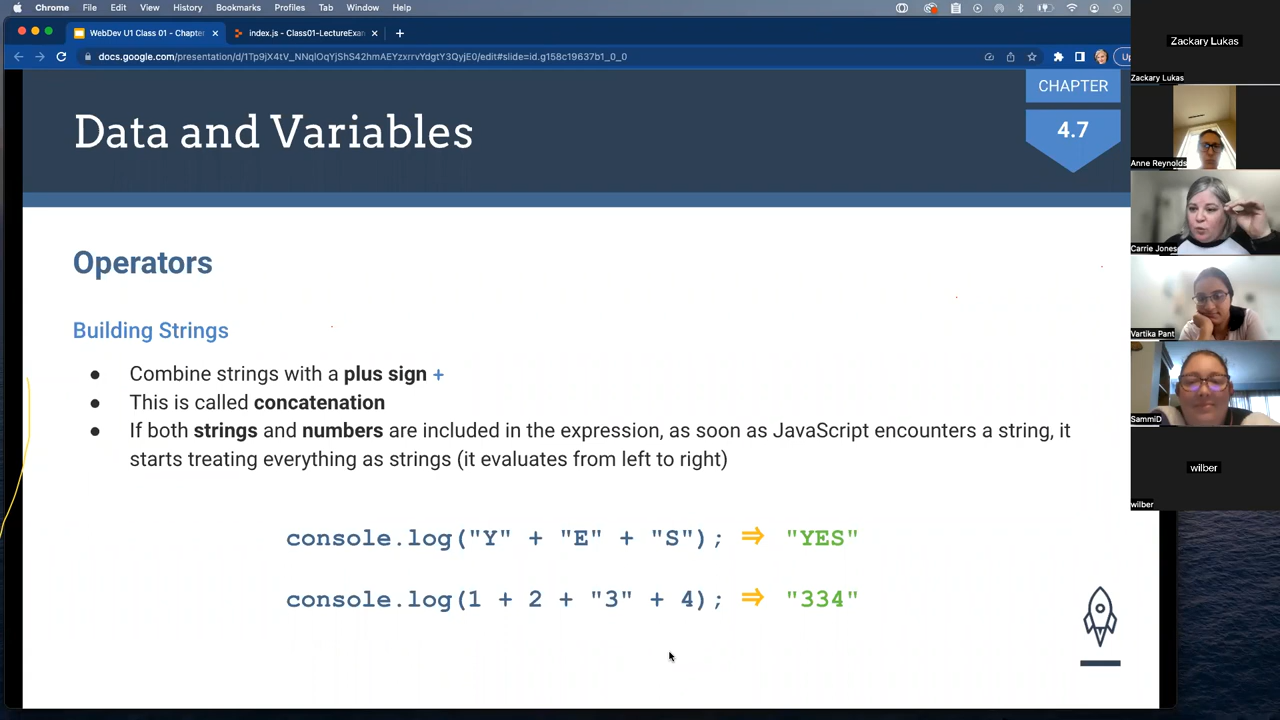 Chrome File Edit View History Bookmarks Profiles Tab Window Help
WebDev U1 Class 01 - Chapter
index.js - Class01-LectureExa
docs.google.com/presentation/d/1Tp9jX4tV_NNqlOqYjShS42hmAEYzxrrvYdgtY3QyjE0/edit#slide=id.g158c19637b1_0_0
Data and Variables
CHAPTER
4.7
Operators
Building Strings
● Combine strings with a plus sign +
● This is called concatenation
● If both strings and numbers are included in the expression, as soon as JavaScript encounters a string, it
starts treating everything as strings (it evaluates from left to right)
console.log("Y" + "E" + "S"); ⇒ "YES"
console.log(1 + 2 + "3" + 4); ⇒ "334"
Zackary Lukas
Zackary Lukas
Anne Reynolds
Carrie Jones
Vartika Pant
SammiD
wilber
wilber